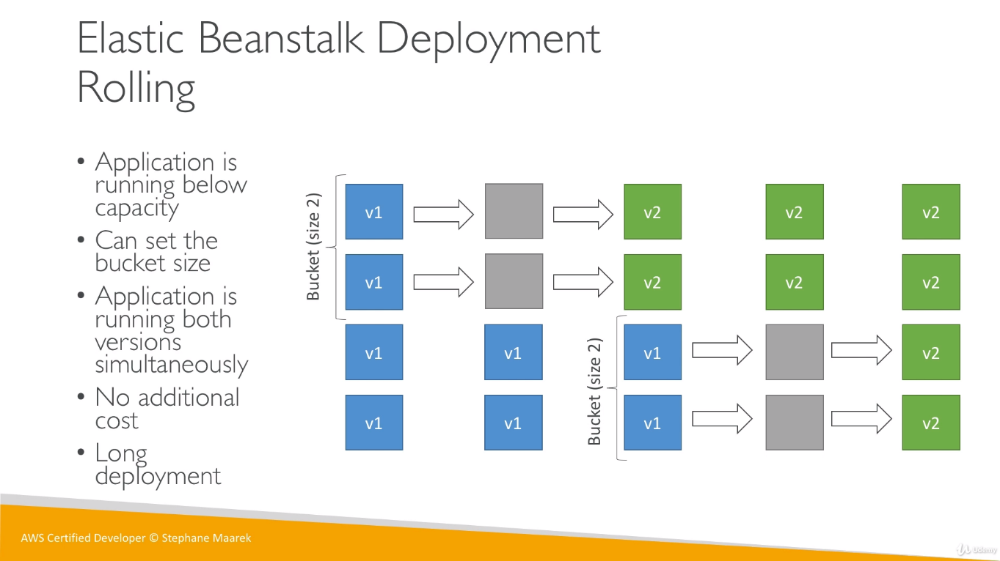 Elastic Beanstalk Deployment
Rolling
• Application is
running below
capacity
• Can set the
bucket size
• Application is
running both
versions
simultaneously
• No additional
cost
• Long
deployment
Bucket (size 2)
v1
v2
v2
v2
v1
v2
v2
v2
Bucket (size 2)
v1
v1
v1
v2
v1
v1
v1
v2
AWS Certified Developer © Stephane Maarek
Udemy